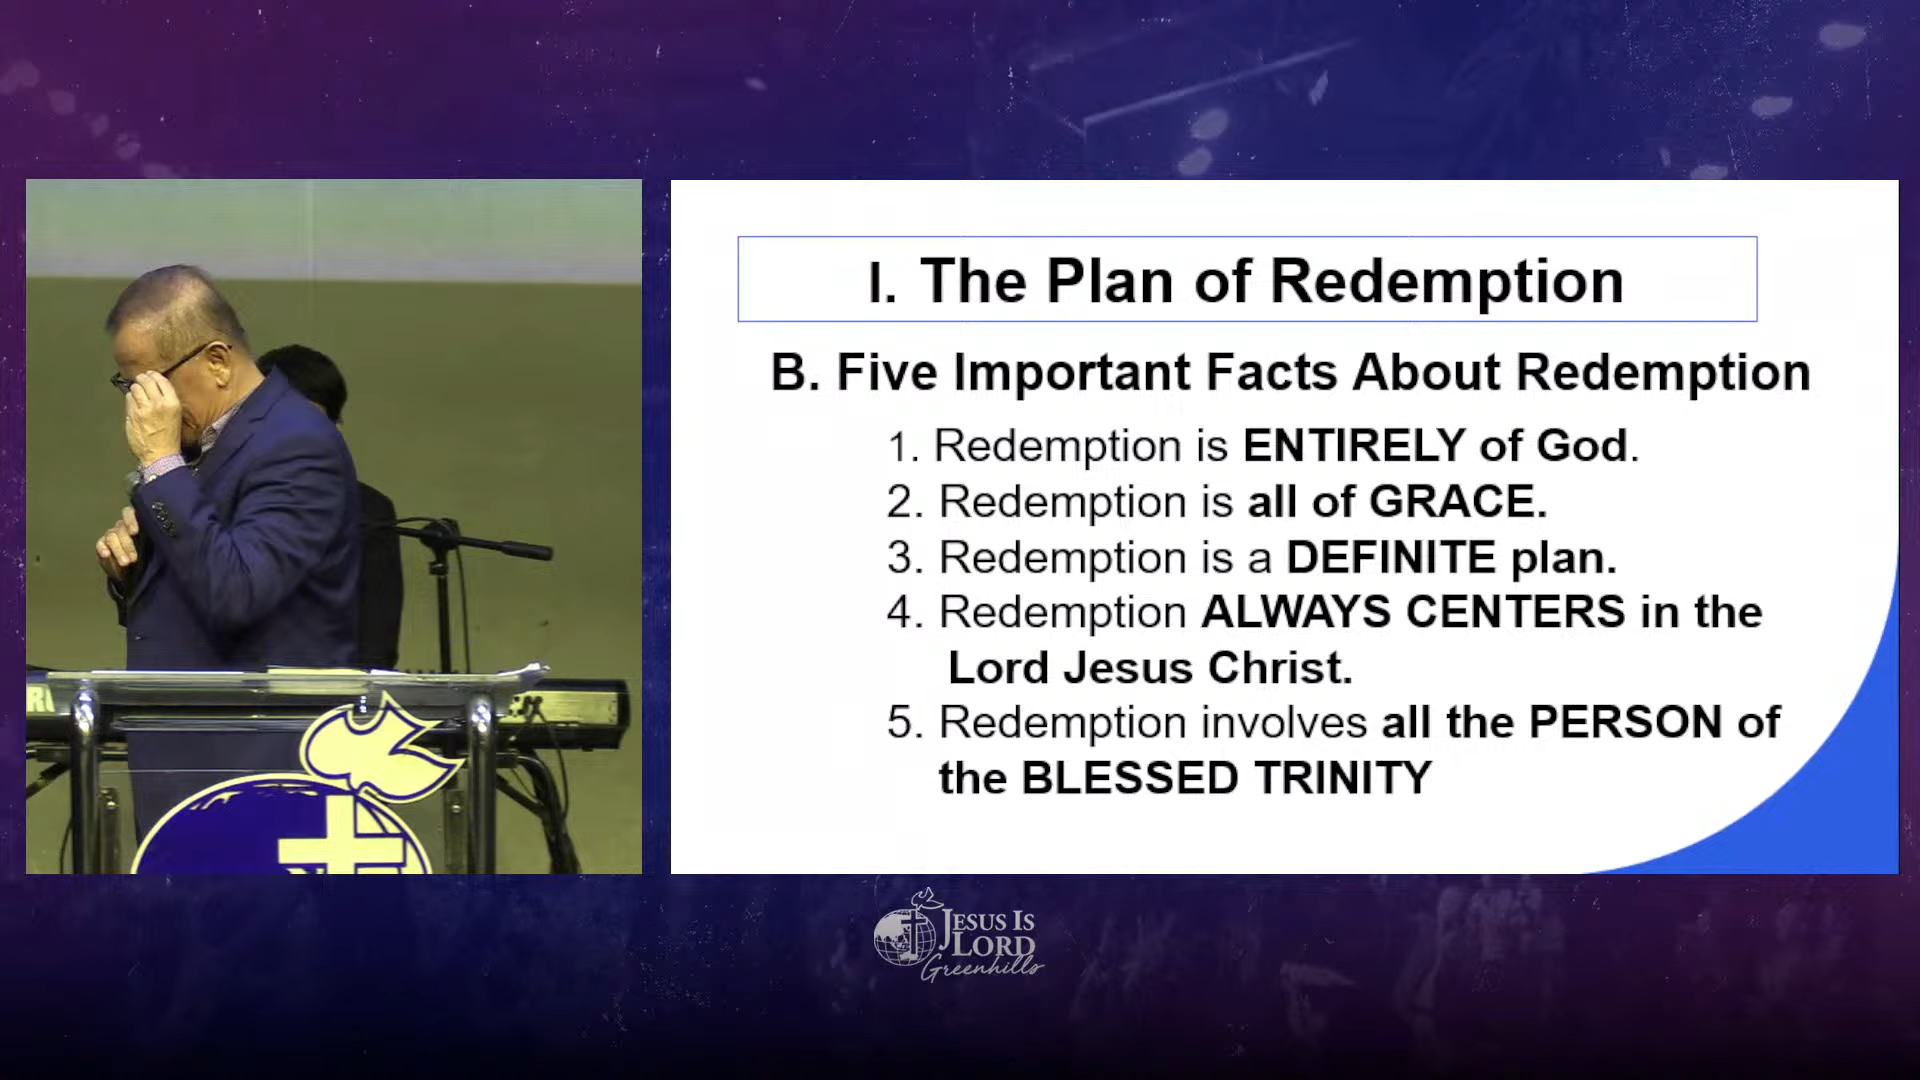 I. The Plan of Redemption
B. Five Important Facts About Redemption
1. Redemption is ENTIRELY of God.
2. Redemption is all of GRACE.
3. Redemption is a DEFINITE plan.
4. Redemption ALWAYS CENTERS in the
Lord Jesus Christ.
5. Redemption involves all the PERSON of
the BLESSED TRINITY
JESUS IS
LORD
Greenhills